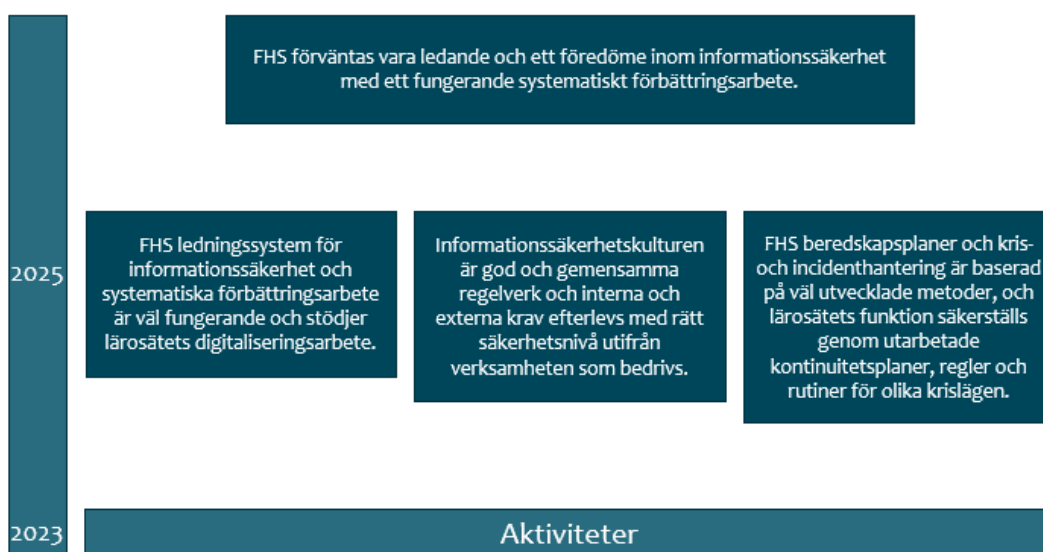 FHS förväntas vara ledande och ett föredöme inom informationssäkerhet
med ett fungerande systematiskt förbättringsarbete.
2025
FHS ledningssystem för
informationssäkerhet och
systematiska förbättringsarbete
är väl fungerande och stödjer
lärosätets digitaliseringsarbete.
Informationssäkerhetskulturen
är god och gemensamma
regelverk och interna och
externa krav efterlevs med rätt
säkerhetsnivå utifrån
verksamheten som bedrivs.
FHS beredskapsplaner och kris-
och incidenthantering är baserad
på väl utvecklade metoder, och
lärosätets funktion säkerställs
genom utarbetade
kontinuitetsplaner, regler och
rutiner för olika krislägen.
2023
Aktiviteter